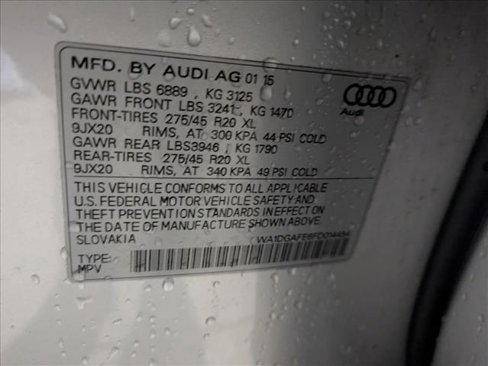 MFD. BY AUDI AG 01 15
GVWR LBS 6889 , KG 3125
GAWR FRONT LBS 3241 , KG 1470
FRONT-TIRES 275/45 R20 XL
9JX20 RIMS, AT 300 KPA 44 PSI COLD
GAWR REAR LBS3946 , KG 1790
REAR-TIRES 275/45 R20 XL
9JX20 RIMS, AT 340 KPA 49 PSI COLD
Audi
THIS VEHICLE CONFORMS TO ALL APPLICABLE
U.S. FEDERAL MOTOR VEHICLE SAFETY AND
THEFT PREVENTION STANDARDS IN EFFECT ON
THE DATE OF MANUFACTURE SHOWN ABOVE.
SLOVAKIA
TYPE:
MPV